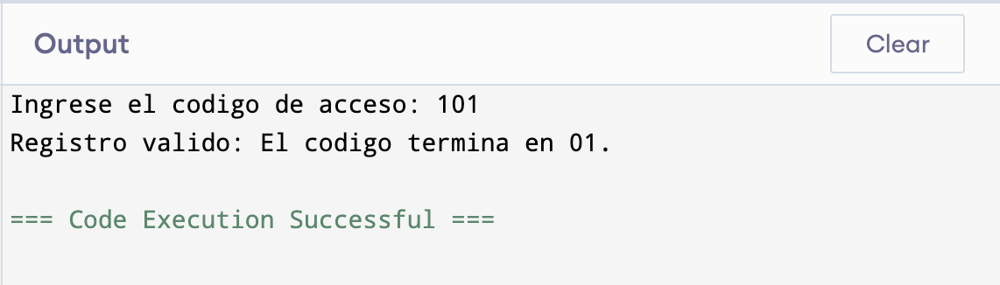 Output
Clear
Ingrese el codigo de acceso: 101
Registro valido: El codigo termina en 01.
=== Code Execution Successful ===